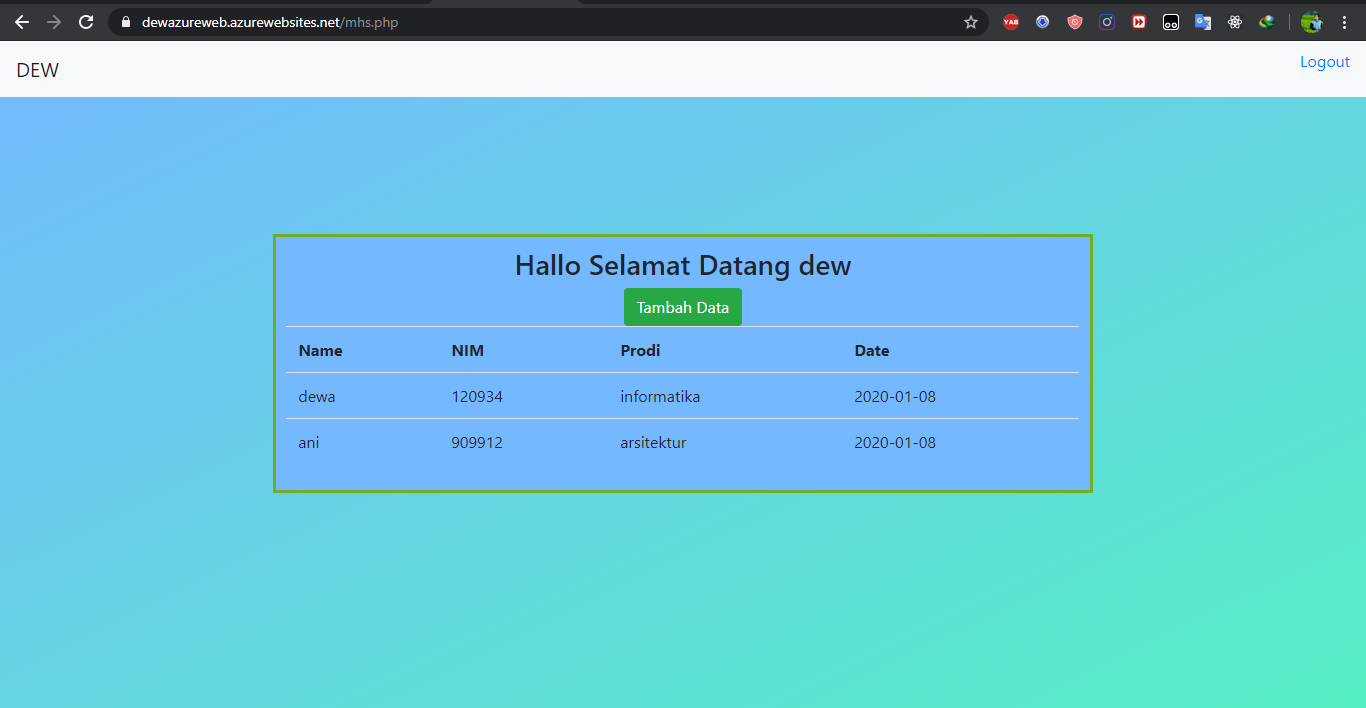 dewazureweb.azurewebsites.net/mhs.php
YAB
DEW
Logout
Hallo Selamat Datang dew
Tambah Data
Name NIM Prodi Date
dewa 120934 informatika 2020-01-08
ani 909912 arsitektur 2020-01-08